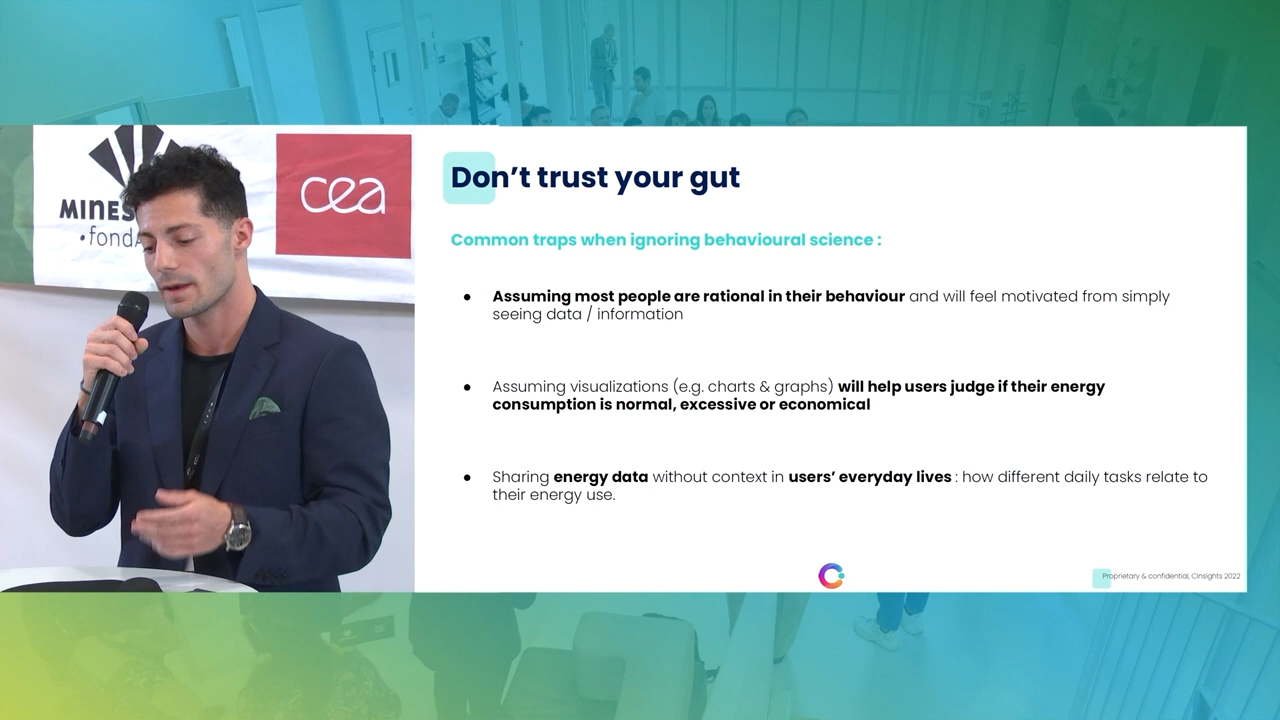 MINES
•fondA
cea
Don't trust your gut
Common traps when ignoring behavioural science :
● Assuming most people are rational in their behaviour and will feel motivated from simply
seeing data / information
● Assuming visualizations (e.g. charts & graphs) will help users judge if their energy
consumption is normal, excessive or economical
● Sharing energy data without context in users' everyday lives : how different daily tasks relate to
their energy use.
Proprietary & confidential, CInsights 2022